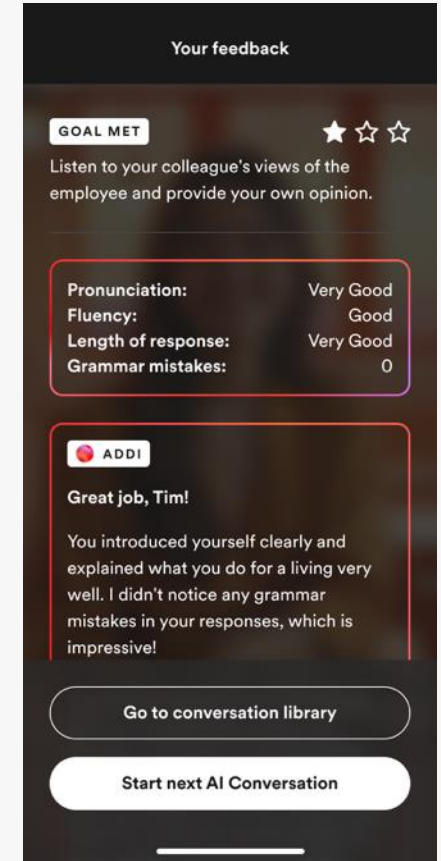 Your feedback
GOAL MET
Listen to your colleague's views of the
employee and provide your own opinion.
Pronunciation: Very Good
Fluency: Good
Length of response: Very Good
Grammar mistakes: 0
ADDI
Great job, Tim!
You introduced yourself clearly and
explained what you do for a living very
well. I didn't notice any grammar
mistakes in your responses, which is
impressive!
Go to conversation library
Start next AI Conversation